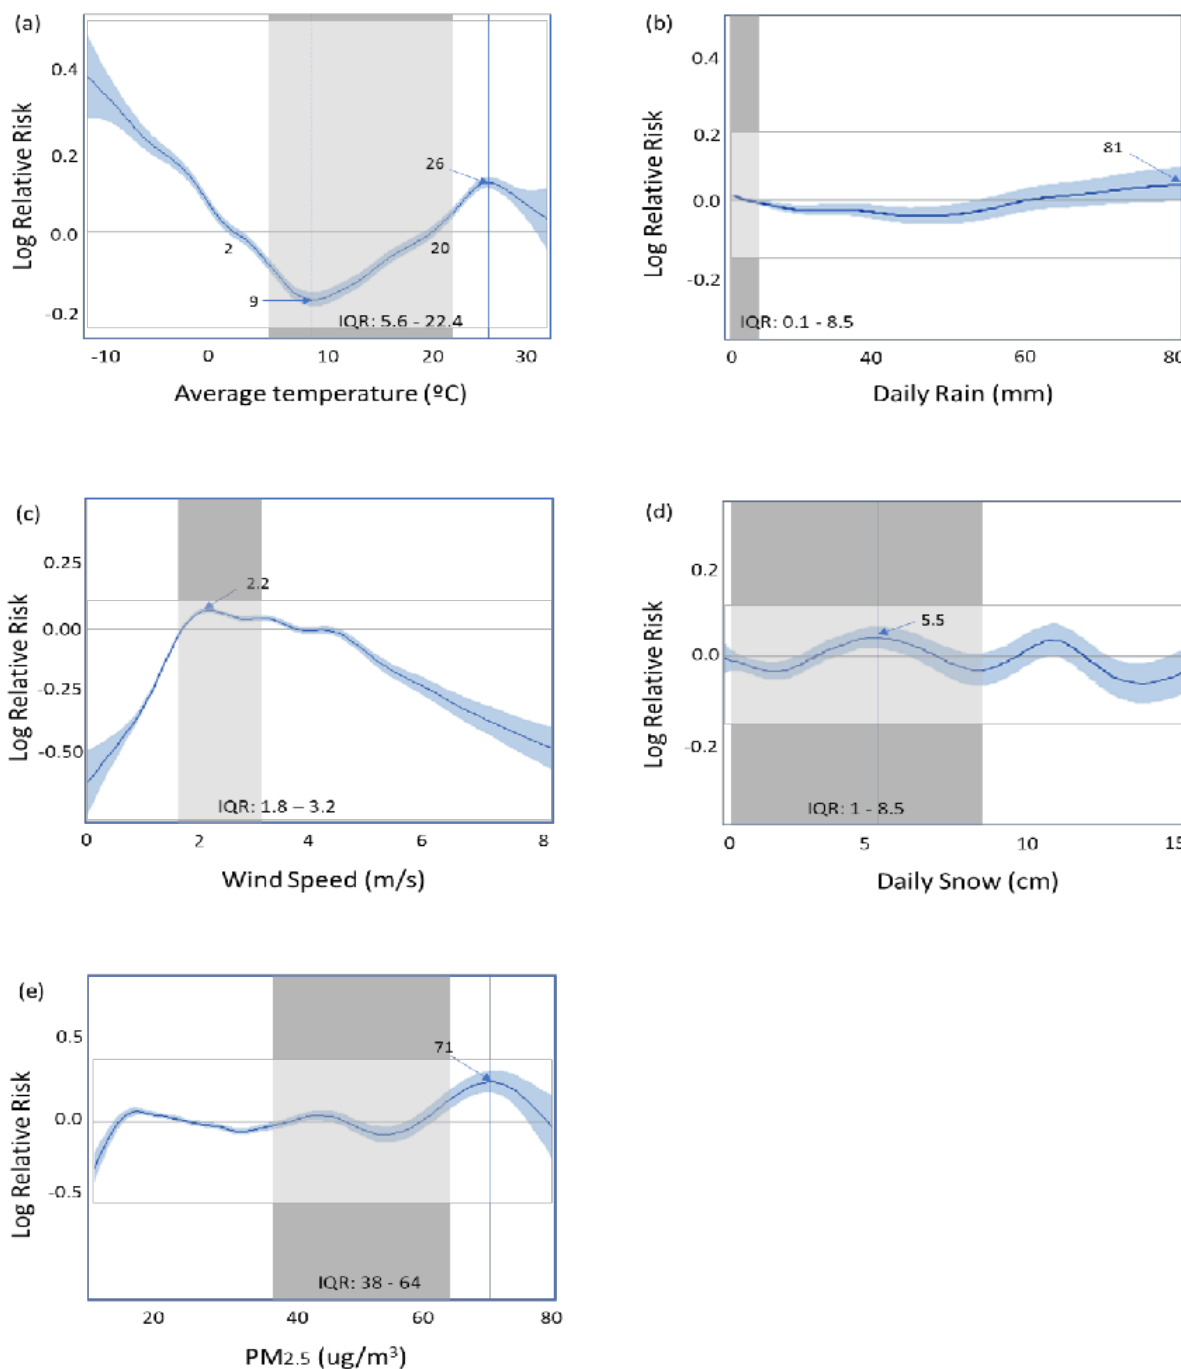 (a)
Log Relative Risk
0.4
0.2
0.0
-0.2
26
2
20
9
IQR: 5.6 - 22.4
-10 0 10 20 30
Average temperature (ºC)
(b)
Log Relative Risk
0.4
0.2
0.0
-0.2
81
IQR: 0.1 - 8.5
0 40 60 80
Daily Rain (mm)
(c)
Log Relative Risk
0.25
0.00
-0.25
-0.50
2.2
IQR: 1.8 – 3.2
0 2 4 6 8
Wind Speed (m/s)
(d)
Log Relative Risk
0.2
0.0
-0.2
5.5
IQR: 1 - 8.5
0 5 10 15
Daily Snow (cm)
(e)
Log Relative Risk
0.5
0.0
-0.5
71
IQR: 38 - 64
20 40 60 80
PM2.5 (ug/m³)